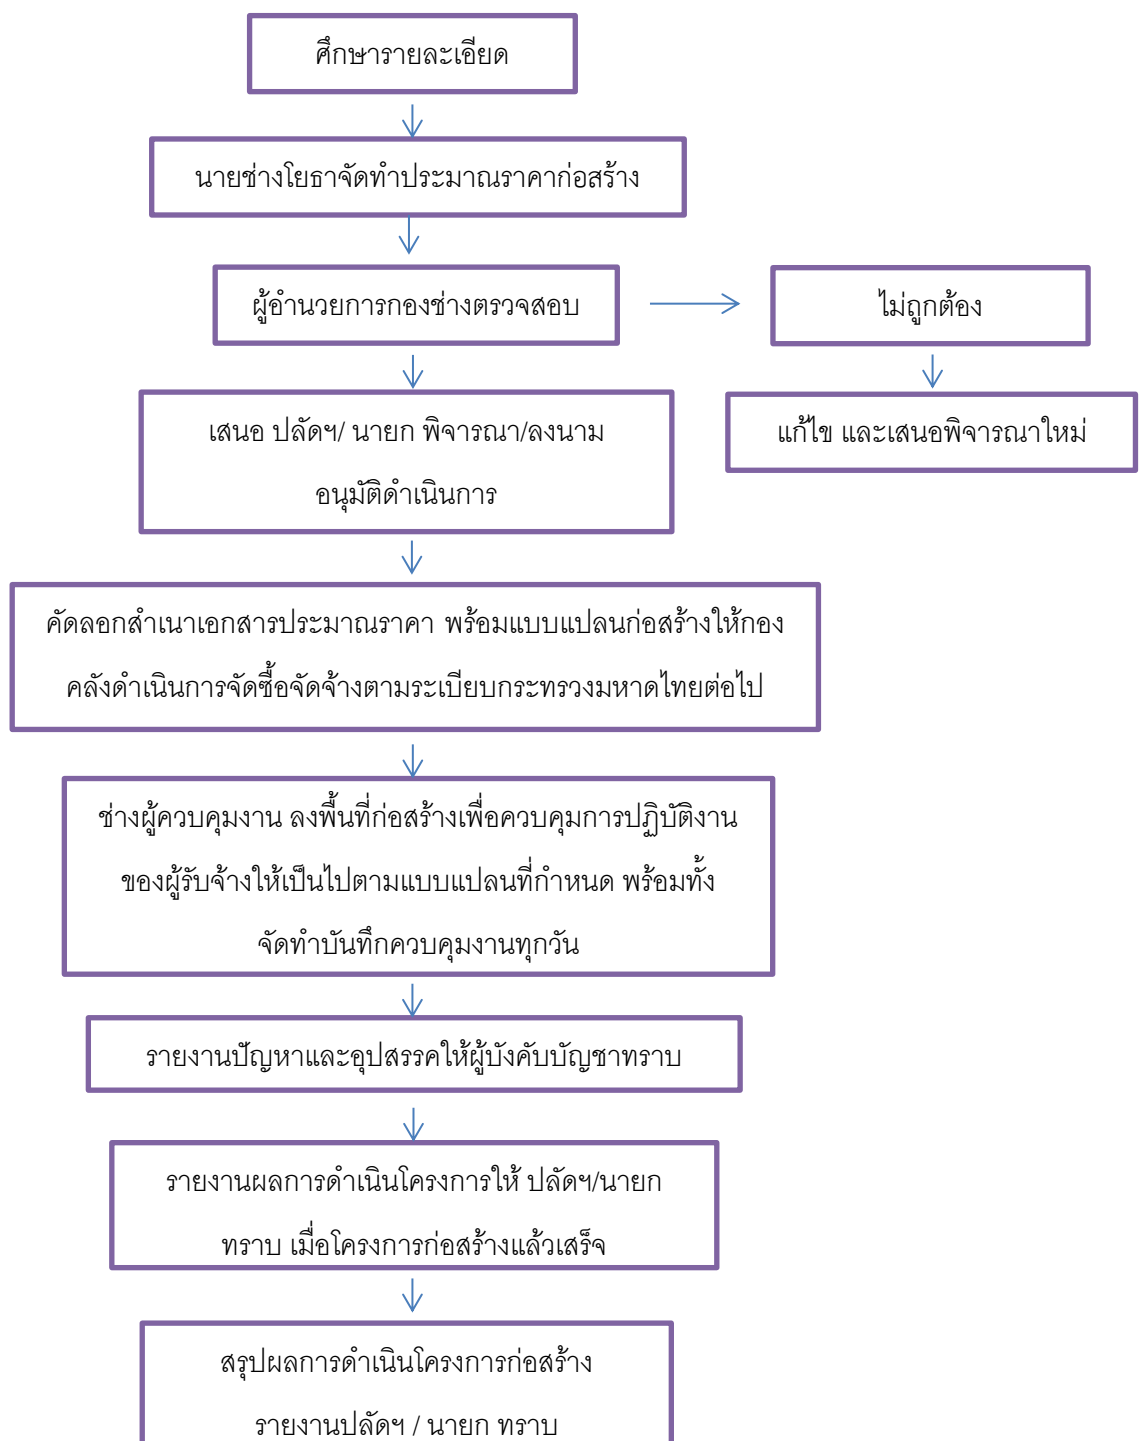 ศึกษารายละเอียด
นายช่างโยธาจัดทำประมาณราคาก่อสร้าง
ผู้อำนวยการกองช่างตรวจสอบ
ไม่ถูกต้อง
เสนอ ปลัดฯ/ นายก พิจารณา/ลงนาม
อนุมัติดำเนินการ
แก้ไข และเสนอพิจารณาใหม่
คัดลอกสำเนาเอกสารประมาณราคา พร้อมแบบแปลนก่อสร้างให้กอง
คลังดำเนินการจัดซื้อจัดจ้างตามระเบียบกระทรวงมหาดไทยต่อไป
ช่างผู้ควบคุมงาน ลงพื้นที่ก่อสร้างเพื่อควบคุมการปฏิบัติงาน
ของผู้รับจ้างให้เป็นไปตามแบบแปลนที่กำหนด พร้อมทั้ง
จัดทำบันทึกควบคุมงานทุกวัน
รายงานปัญหาและอุปสรรคให้ผู้บังคับบัญชาทราบ
รายงานผลการดำเนินโครงการให้ ปลัดฯ/นายก
ทราบ เมื่อโครงการก่อสร้างแล้วเสร็จ
สรุปผลการดำเนินโครงการก่อสร้าง
รายงานปลัดฯ / นายก ทราบ